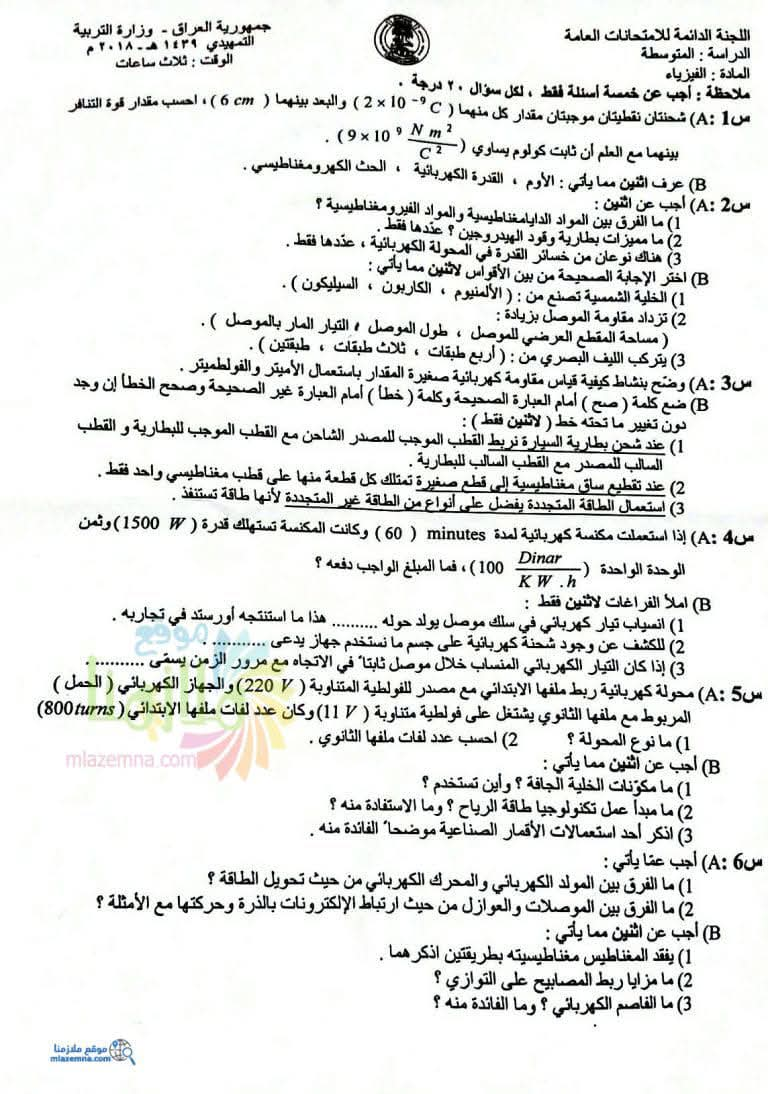 اللجنة الدائمة للامتحانات العامة
الدراسة : المتوسطة
المادة : الفيزياء
جمهورية العراق - وزارة التربية
التمهيدي ١٤٣٩ هـ - ٢٠١٨ م
الوقت : ثلاث ساعات
ملاحظة : أجب عن خمسة أسئلة فقط ، لكل سؤال ٢٠ درجة .
س1 A:) شحنتان نقطيتان موجبتان مقدار كل منهما ( 2 × 10 ⁻⁹ C ) والبعد بينهما ( 6 cm ) ، احسب مقدار قوة التنافر
بينهما مع العلم أن ثابت كولوم يساوي ( 9 × 10 ⁹ N m ² / C ² ) .
B) عرف اثنين مما يأتي : الأوم ، القدرة الكهربائية ، الحث الكهرومغناطيسي .
س2 A:) أجب عن اثنين :
1) ما الفرق بين المواد الدايامغناطيسية والمواد الفيرومغناطيسية ؟
2) ما مميزات بطارية وقود الهيدروجين ؟ عدّدها فقط .
3) هناك نوعان من خسائر القدرة في المحولة الكهربائية ، عدّدها فقط .
B) اختر الإجابة الصحيحة من بين الأقواس لاثنين مما يأتي :
1) الخلية الشمسية تصنع من : ( الألمنيوم ، الكاربون ، السيليكون ) .
2) تزداد مقاومة الموصل بزيادة :
( مساحة المقطع العرضي للموصل ، طول الموصل ، التيار المار بالموصل ) .
3) يتركب الليف البصري من : ( أربع طبقات ، ثلاث طبقات ، طبقتين ) .
س3 A:) وضّح بنشاط كيفية قياس مقاومة كهربائية صغيرة المقدار باستعمال الأميتر والفولطميتر .
B) ضع كلمة ( صح ) أمام العبارة الصحيحة وكلمة ( خطأ ) أمام العبارة غير الصحيحة وصحح الخطأ إن وجد
دون تغيير ما تحته خط ( لاثنين فقط ) :
1) عند شحن بطارية السيارة نربط القطب الموجب للمصدر الشاحن مع القطب الموجب للبطارية و القطب
السالب للمصدر مع القطب السالب للبطارية .
2) عند تقطيع ساق مغناطيسية إلى قطع صغيرة تمتلك كل قطعة منها على قطب مغناطيسي واحد فقط .
3) استعمال الطاقة المتجددة يفضل على أنواع من الطاقة غير المتجددة لأنها طاقة تستنفذ .
س4 A:) إذا استعملت مكنسة كهربائية لمدة ( 60 ) minutes وكانت المكنسة تستهلك قدرة ( 1500 W ) وثمن
الوحدة الواحدة ( 100 Dinar / K W . h ) ، فما المبلغ الواجب دفعه ؟
B) املأ الفراغات لاثنين فقط :
1) انسياب تيار كهربائي في سلك موصل يولد حوله .......... هذا ما استنتجه أورستد في تجاربه .
2) للكشف عن وجود شحنة كهربائية على جسم ما نستخدم جهاز يدعى ........... .
3) إذا كان التيار الكهربائي المنساب خلال موصل ثابتاً في الاتجاه مع مرور الزمن يسمى ...........
س5 A:) محولة كهربائية ربط ملفها الابتدائي مع مصدر للفولطية المتناوبة ( 220 V ) والجهاز الكهربائي ( الحمل )
المربوط مع ملفها الثانوي يشتغل على فولطية متناوبة ( 11 V ) وكان عدد لفات ملفها الابتدائي ( 800 turns )
1) ما نوع المحولة ؟ 2) احسب عدد لفات ملفها الثانوي .
B) أجب عن اثنين مما يأتي :
1) ما مكوّنات الخلية الجافة ؟ وأين تستخدم ؟
2) ما مبدأ عمل تكنولوجيا طاقة الرياح ؟ وما الاستفادة منه ؟
3) اذكر أحد استعمالات الأقمار الصناعية موضحاً الفائدة منه .
س6 A:) أجب عمّا يأتي :
1) ما الفرق بين المولد الكهربائي والمحرك الكهربائي من حيث تحويل الطاقة ؟
2) ما الفرق بين الموصلات والعوازل من حيث ارتباط الإلكترونات بالذرة وحركتها مع الأمثلة ؟
B) أجب عن اثنين مما يأتي :
1) يفقد المغناطيس مغناطيسيته بطريقتين اذكرهما .
2) ما مزايا ربط المصابيح على التوازي ؟
3) ما الفاصم الكهربائي ؟ وما الفائدة منه ؟
موقع
ملازمنا
mlazemna.com
موقع ملازمنا
mlazemna.com